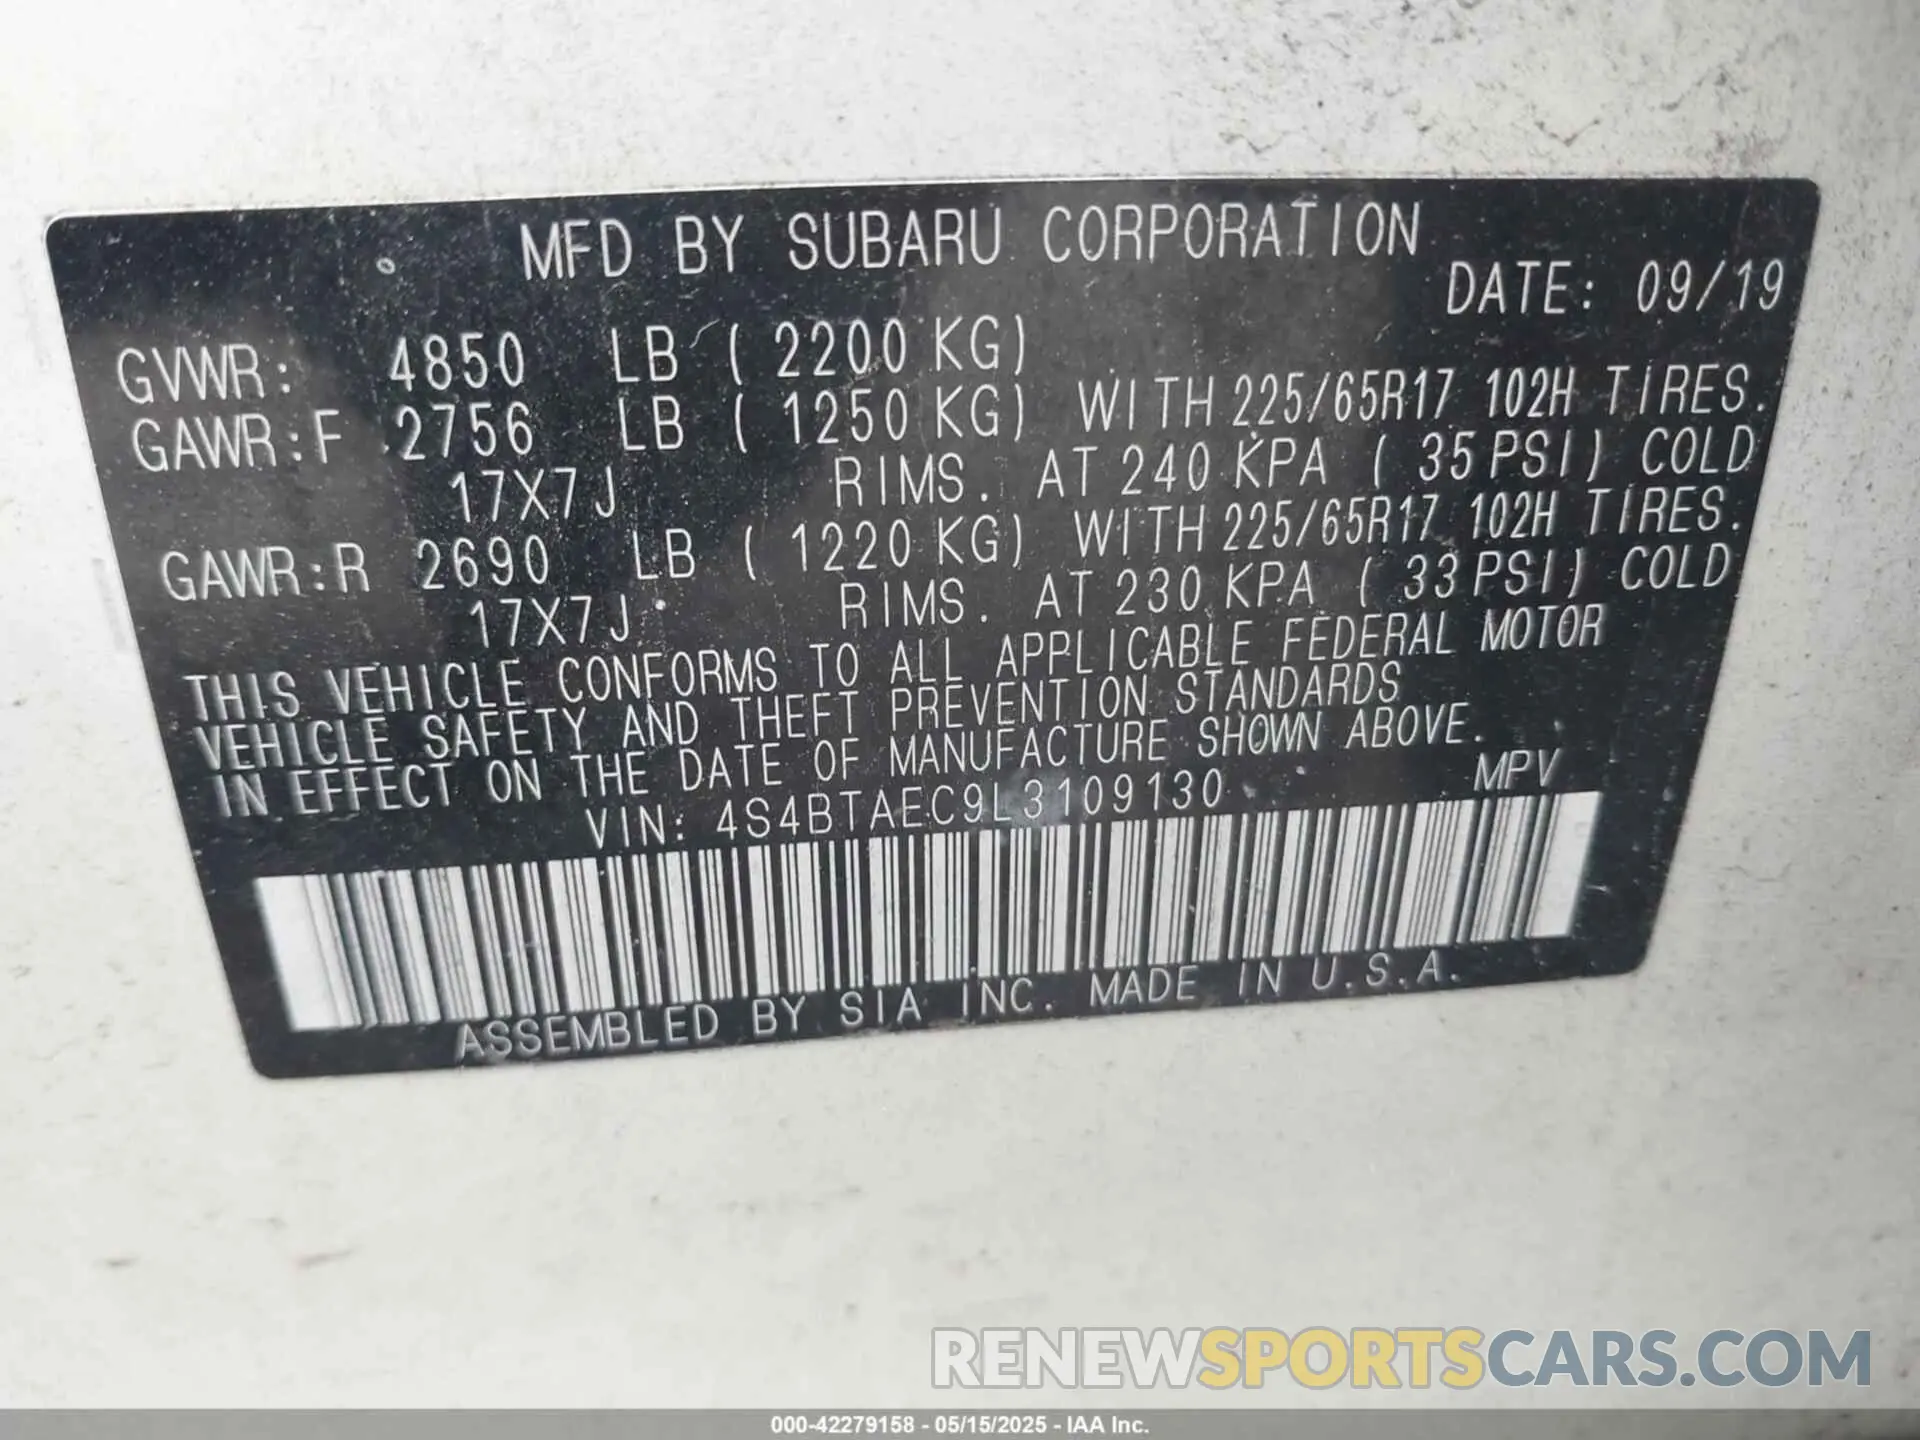 MFD BY SUBARU CORPORATION
DATE: 09/19
GVWR: 4850 LB ( 2200 KG)
GAWR:F 2756 LB ( 1250 KG) WITH 225/65R17 102H TIRES.
17X7J RIMS. AT 240 KPA ( 35 PSI) COLD
GAWR:R 2690 LB ( 1220 KG) WITH 225/65R17 102H TIRES.
17X7J RIMS. AT 230 KPA ( 33 PSI) COLD
THIS VEHICLE CONFORMS TO ALL APPLICABLE FEDERAL MOTOR
VEHICLE SAFETY AND THEFT PREVENTION STANDARDS
IN EFFECT ON THE DATE OF MANUFACTURE SHOWN ABOVE.
VIN: 4S4BTAEC9L3109130 MPV
ASSEMBLED BY SIA INC. MADE IN U.S.A.
RENEWSPORTSCARS.COM
000-42279158 - 05/15/2025 - IAA Inc.